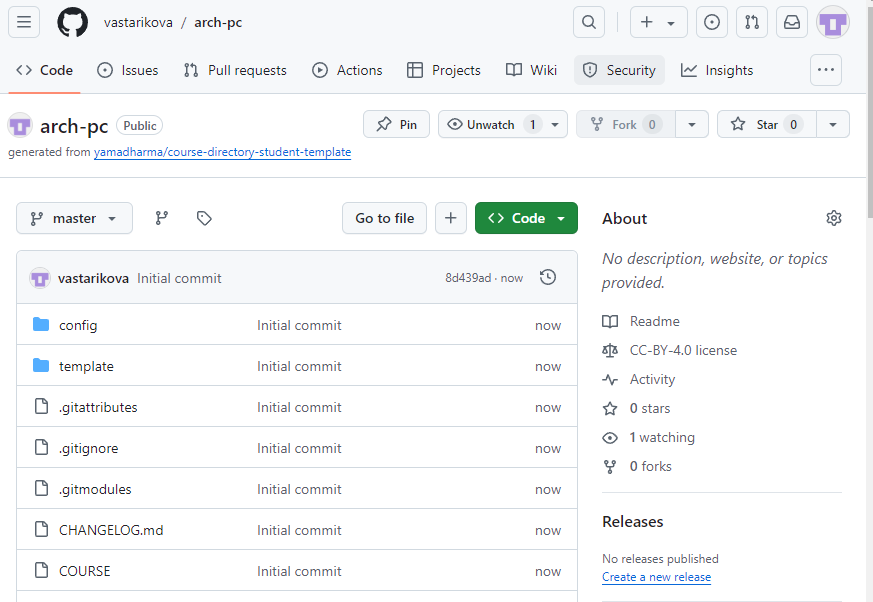 vastarikova / arch-pc
Code Issues Pull requests Actions Projects Wiki Security Insights
arch-pc Public
Pin Unwatch 1 Fork 0 Star 0
generated from yamadharma/course-directory-student-template
master Go to file + Code
About
No description, website, or topics
provided.
vastarikova Initial commit 8d439ad · now
config Initial commit now
template Initial commit now
.gitattributes Initial commit now
.gitignore Initial commit now
.gitmodules Initial commit now
CHANGELOG.md Initial commit now
COURSE Initial commit now
Readme
CC-BY-4.0 license
Activity
0 stars
1 watching
0 forks
Releases
No releases published
Create a new release